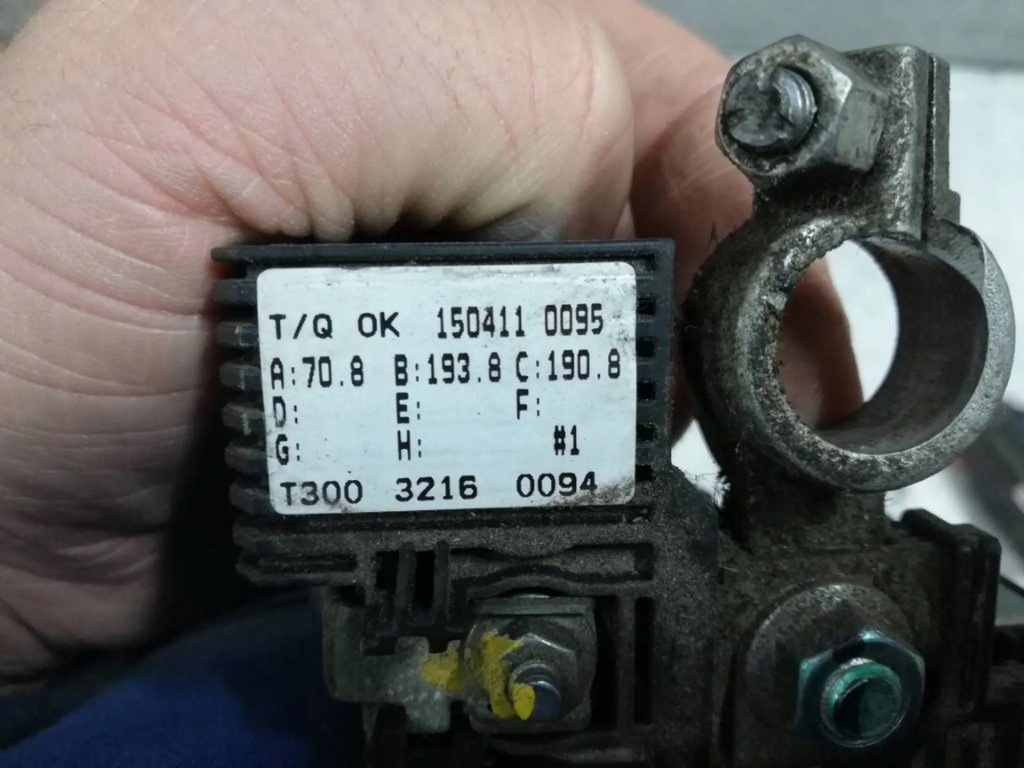 T/Q OK 150411 0095
A:70.8 B:193.8 C:190.8
D: E: F:
G: H: #1
T300 3216 0094